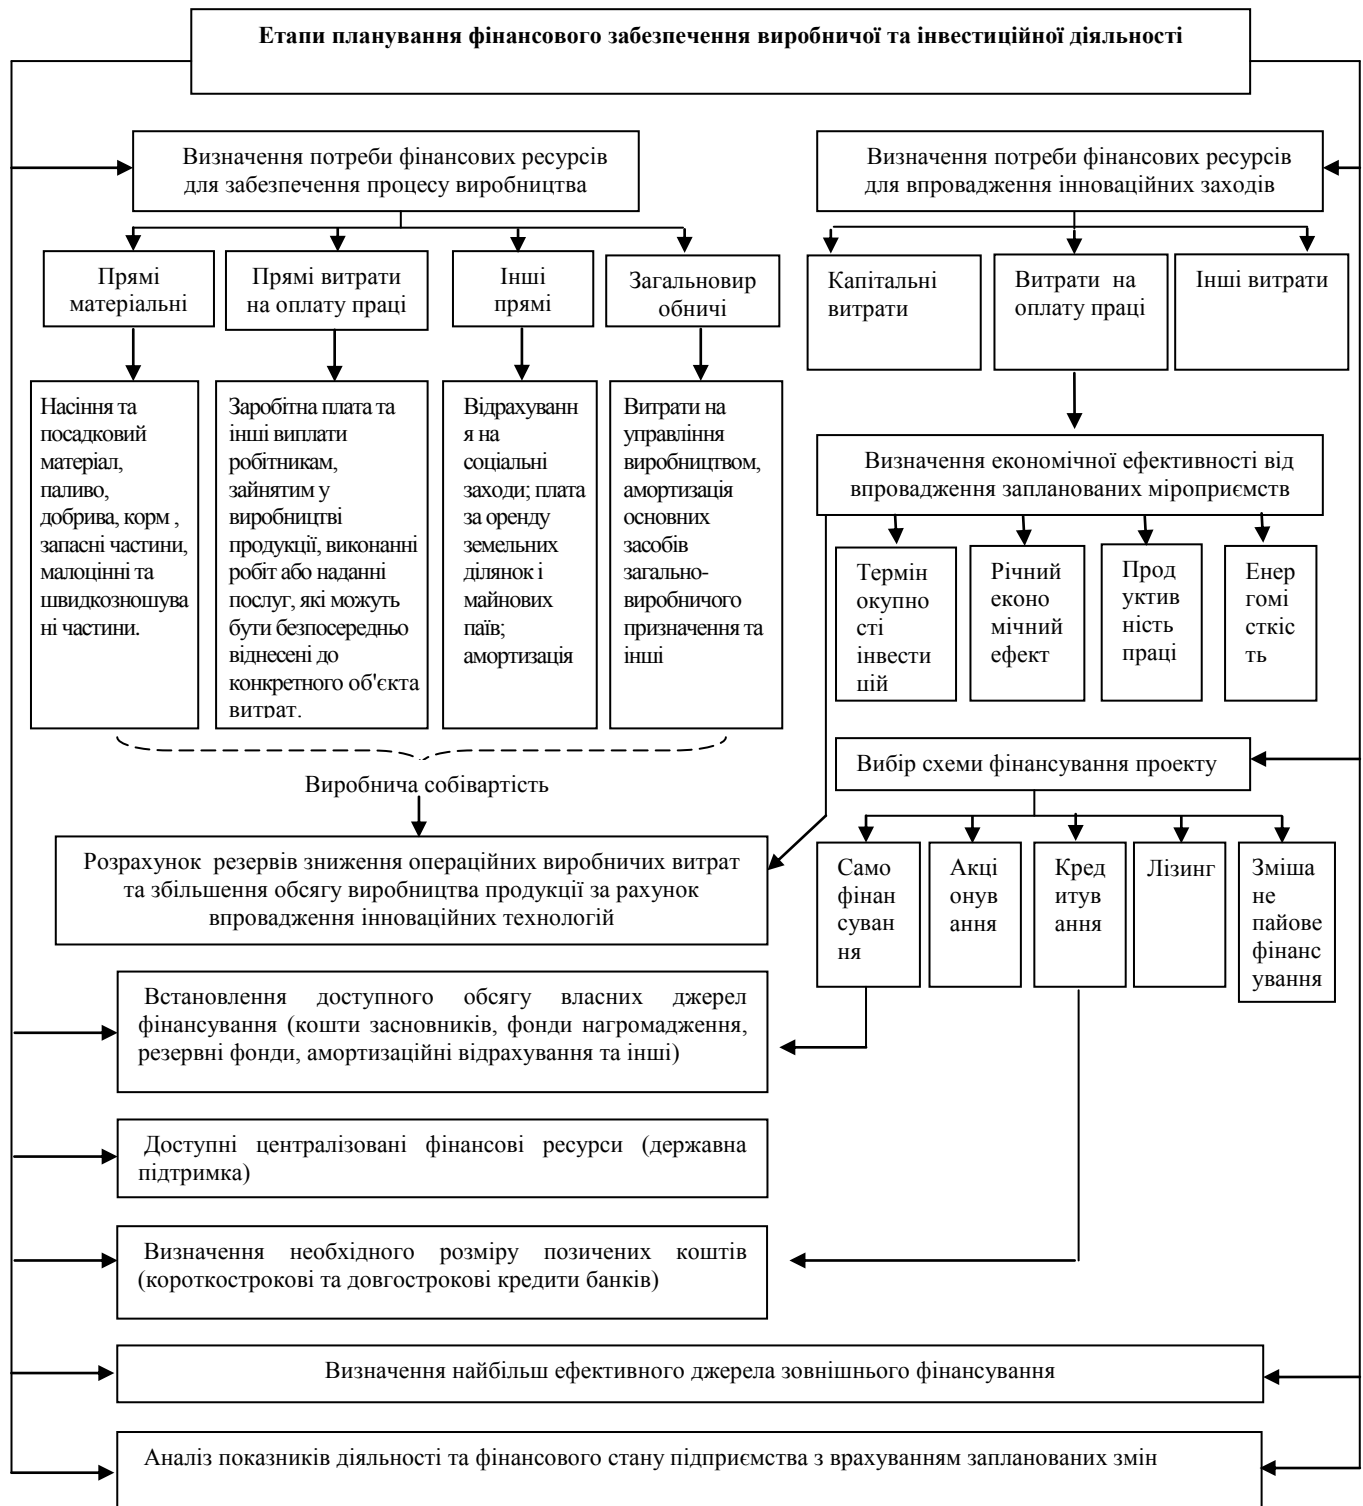 Етапи планування фінансового забезпечення виробничої та інвестиційної діяльності
Визначення потреби фінансових ресурсів
для забезпечення процесу виробництва
Визначення потреби фінансових ресурсів
для впровадження інноваційних заходів
Прямі
матеріальні
Прямі витрати
на оплату праці
Інші
прямі
Загальновир
обничі
Капітальні
витрати
Витрати на
оплату праці
Інші витрати
Насіння та
посадковий
матеріал,
паливо,
добрива, корм ,
запасні частини,
малоцінні та
швидкозношува
ні частини.
Заробітна плата та
інші виплати
робітникам,
зайнятим у
виробництві
продукції, виконанні
робіт або наданні
послуг, які можуть
бути безпосередньо
віднесені до
конкретного об'єкта
витрат.
Відрахуванн
я на
соціальні
заходи; плата
за оренду
земельних
ділянок і
майнових
паїв;
амортизація
Витрати на
управління
виробництвом,
амортизація
основних
засобів
загально-
виробничого
призначення та
інші
Визначення економічної ефективності від
впровадження запланованих міроприємств
Термін
окупно
сті
інвести
цій
Річний
еконо
мічний
ефект
Прод
уктив
ність
праці
Енер
гомі
сткіс
ть
Виробнича собівартість
Вибір схеми фінансування проекту
Розрахунок резервів зниження операційних виробничих витрат
та збільшення обсягу виробництва продукції за рахунок
впровадження інноваційних технологій
Само
фінан
суван
ня
Акці
онув
ання
Кред
итув
ання
Лізинг
Зміша
не
пайове
фінанс
ування
Встановлення доступного обсягу власних джерел
фінансування (кошти засновників, фонди нагромадження,
резервні фонди, амортизаційні відрахування та інші)
Доступні централізовані фінансові ресурси (державна
підтримка)
Визначення необхідного розміру позичених коштів
(короткострокові та довгострокові кредити банків)
Визначення найбільш ефективного джерела зовнішнього фінансування
Аналіз показників діяльності та фінансового стану підприємства з врахуванням запланованих змін